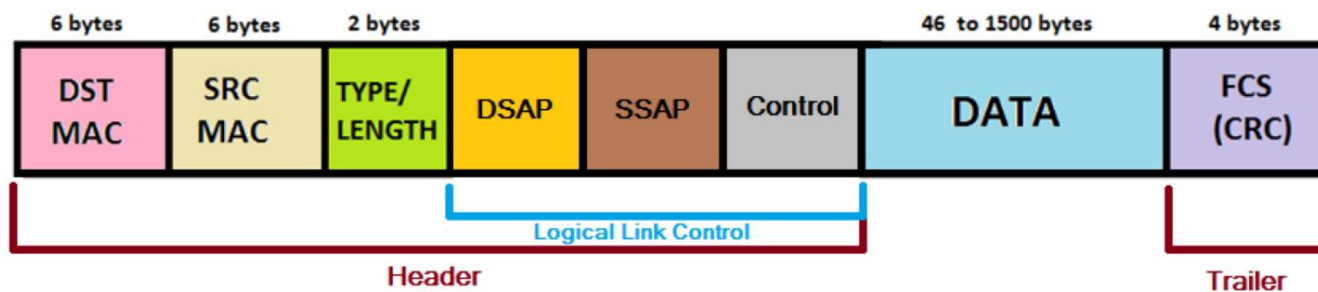 6 bytes 6 bytes 2 bytes 46 to 1500 bytes 4 bytes
DST
MAC
SRC
MAC
TYPE/
LENGTH
DSAP
SSAP
Control
DATA
FCS
(CRC)
Logical Link Control
Header
Trailer